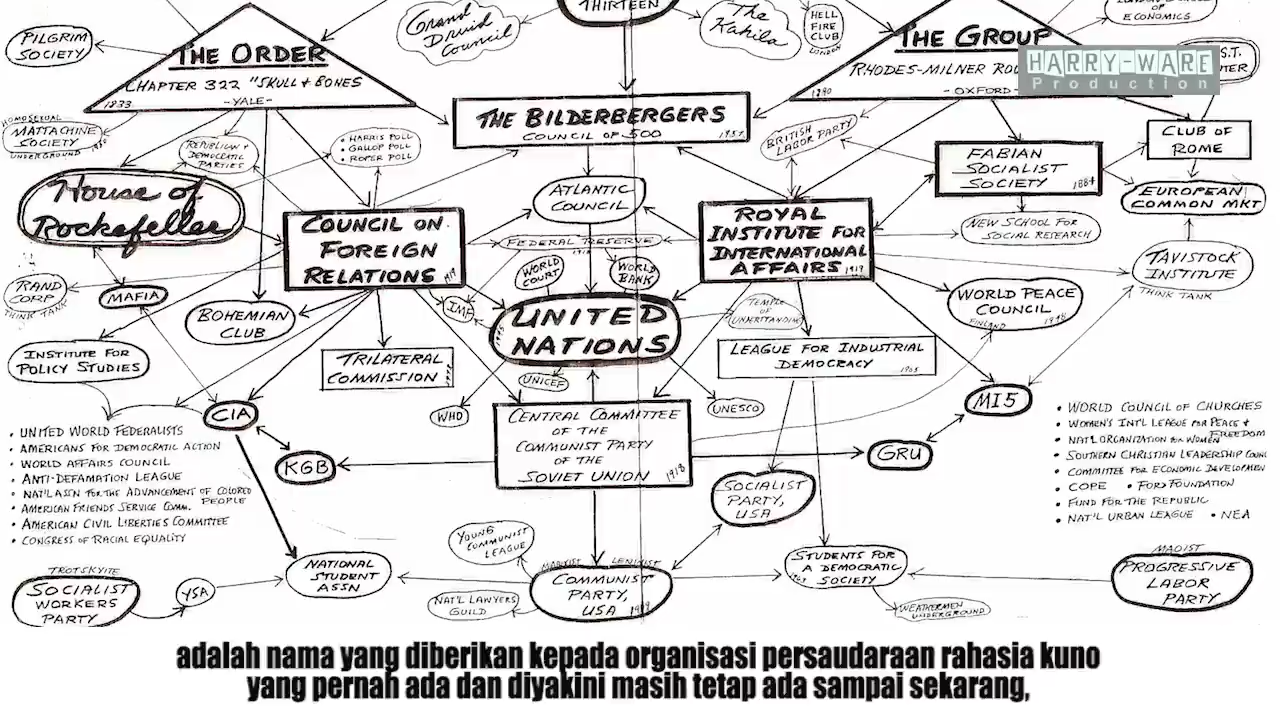 THIRTEEN
Grand
Druid
Council
The
Kahila
HELL
FIRE
CLUB
LONDON
OF ECONOMICS
PILGRIM
SOCIETY
THE ORDER
CHAPTER 322 "SKULL & BONES
-YALE-
1833
THE GROUP
RHODES-MILNER
-OXFORD-
HARRY-WARE
Production
THE BILDERBERGERS
COUNCIL OF 500
HOMOSEXUAL
MATTACHINE
SOCIETY
UNDERGROUND 1950
REPUBLICAN &
DEMOCRATIC
PARTIES
• HARRIS POLL
• GALLOP POLL
• ROPER POLL
BRITISH
LABOR PARTY
CLUB OF
ROME
FABIAN
SOCIALIST
SOCIETY
1884
House of
Rockefeller
ATLANTIC
COUNCIL
EUROPEAN
COMMON MKT
COUNCIL ON
FOREIGN
RELATIONS
ROYAL
INSTITUTE FOR
INTERNATIONAL
AFFAIRS 1919
NEW SCHOOL FOR
SOCIAL RESEARCH
FEDERAL RESERVE
WORLD
COURT
WORLD
BANK
TAVISTOCK
INSTITUTE
THINK TANK
RAND
CORP
THINK TANK
MAFIA
BOHEMIAN
CLUB
IMF
UNITED
NATIONS
TEMPLE
OF
UNDERSTANDING
WORLD PEACE
COUNCIL
FINLAND
INSTITUTE FOR
POLICY STUDIES
TRILATERAL
COMMISSION
UNICEF
LEAGUE FOR INDUSTRIAL
DEMOCRACY 1905
CIA
WHO
CENTRAL COMMITTEE
OF THE
COMMUNIST PARTY
OF THE
SOVIET UNION
1918
UNESCO
MI5
KGB
GRU
• UNITED WORLD FEDERALISTS
• AMERICANS FOR DEMOCRATIC ACTION
• WORLD AFFAIRS COUNCIL
• ANTI-DEFAMATION LEAGUE
• NAT'L ASSN FOR THE ADVANCEMENT OF COLORED
PEOPLE
• AMERICAN FRIENDS SERVICE COMM.
• AMERICAN CIVIL LIBERTIES COMMITTEE
• CONGRESS OF RACIAL EQUALITY
• WORLD COUNCIL OF CHURCHES
• WOMEN'S INT'L LEAGUE FOR PEACE &
FREEDOM
• NAT'L ORGANIZATION FOR WOMEN
• SOUTHERN CHRISTIAN LEADERSHIP
• COMMITTEE FOR ECONOMIC DEVELOPMEN
• COPE • FORD FOUNDATION
• FUND FOR THE REPUBLIC
• NAT'L URBAN LEAGUE • NEA
SOCIALIST
PARTY,
USA
YOUNG
COMMUNIST
LEAGUE
TROTSKYITE
SOCIALIST
WORKERS
PARTY
YSA
NATIONAL
STUDENT
ASSN
NAT'L LAWYERS
GUILD
MARXIST LENINIST
COMMUNIST
PARTY,
USA
STUDENTS FOR
A DEMOCRATIC
SOCIETY
WEATHERMEN
UNDERGROUND
MAOIST
PROGRESSIVE
LABOR
PARTY
adalah nama yang diberikan kepada organisasi persaudaraan rahasia kuno
yang pernah ada dan diyakini masih tetap ada sampai sekarang,